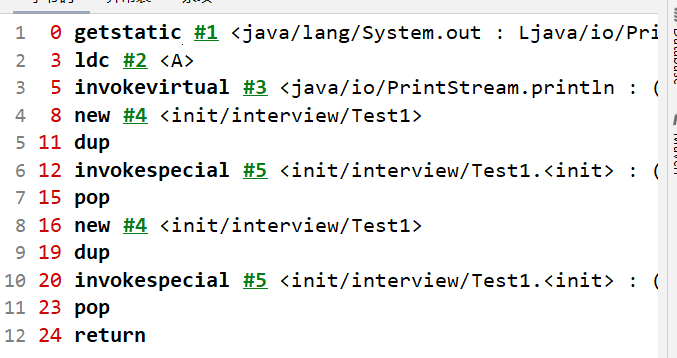 1 0 getstatic #1 <java/lang/System.out : Ljava/io/Pri
2 3 ldc #2 <A>
3 5 invokevirtual #3 <java/io/PrintStream.println : (
4 8 new #4 <init/interview/Test1>
5 11 dup
6 12 invokespecial #5 <init/interview/Test1.<init> : (
7 15 pop
8 16 new #4 <init/interview/Test1>
9 19 dup
10 20 invokespecial #5 <init/interview/Test1.<init> : (
11 23 pop
12 24 return
Database
Maven